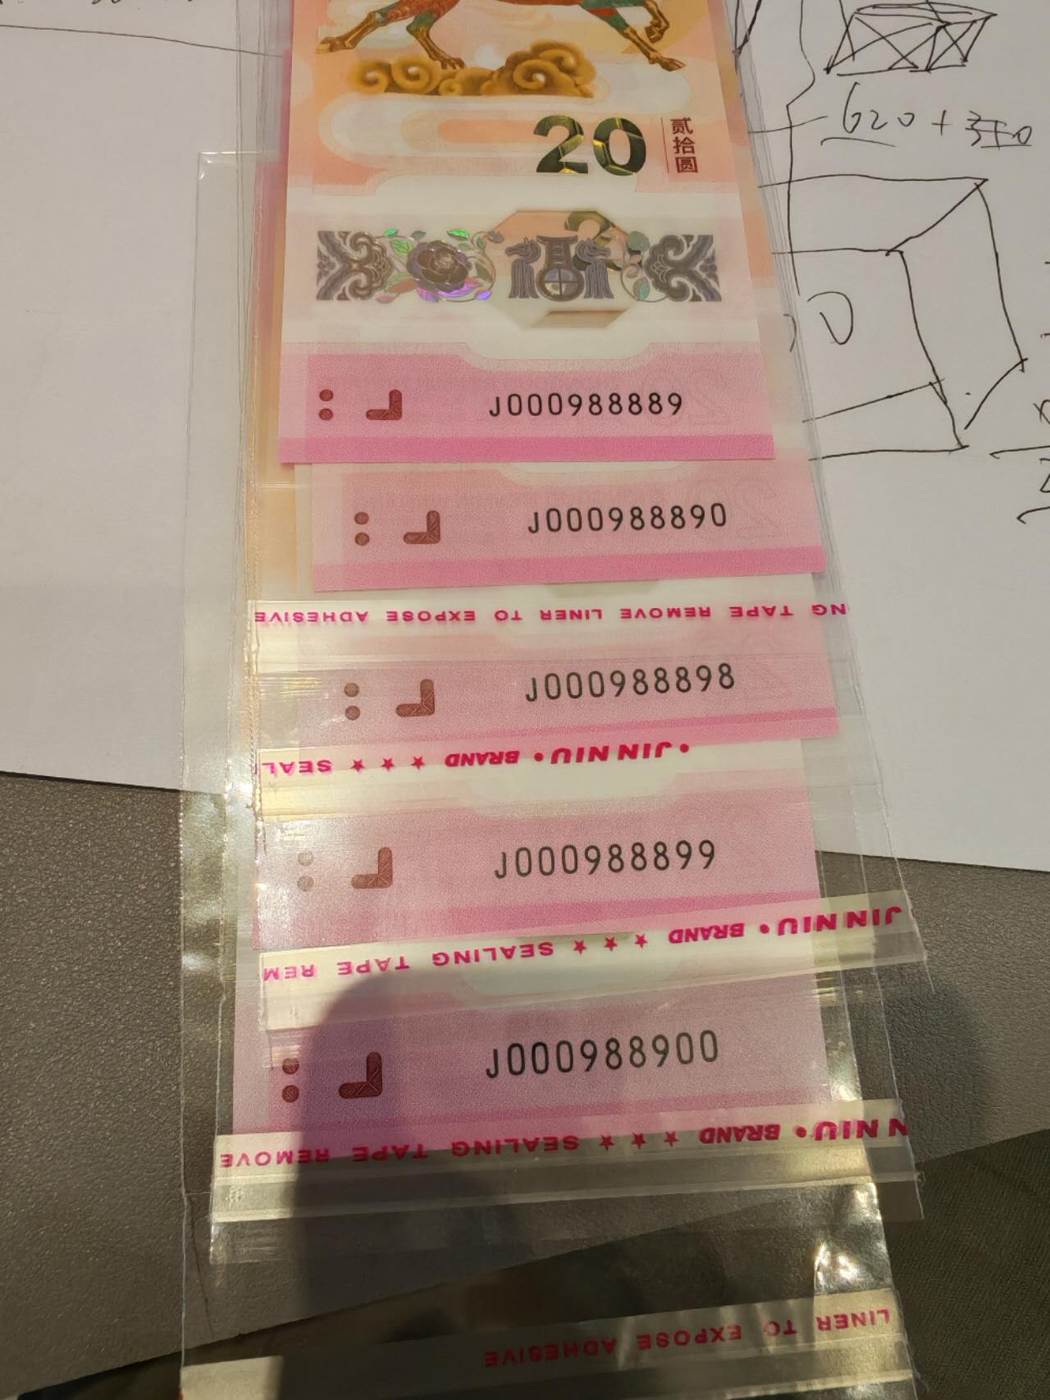 20
贰拾圆
J000988889
J000988890
NG TAPE REMOVE LINER TO EXPOSE ADHESIVE
J000988898
• JIN NIU • BRAND ★ ★ ★ SEAL
J000988899
JIN NIU • BRAND ★ ★ ★ SEALING TAPE REM
J000988900
N NIU • BRAND ★ ★ ★ SEALING TAPE REMOVE
LINER TO EXPOSE ADHESIVE